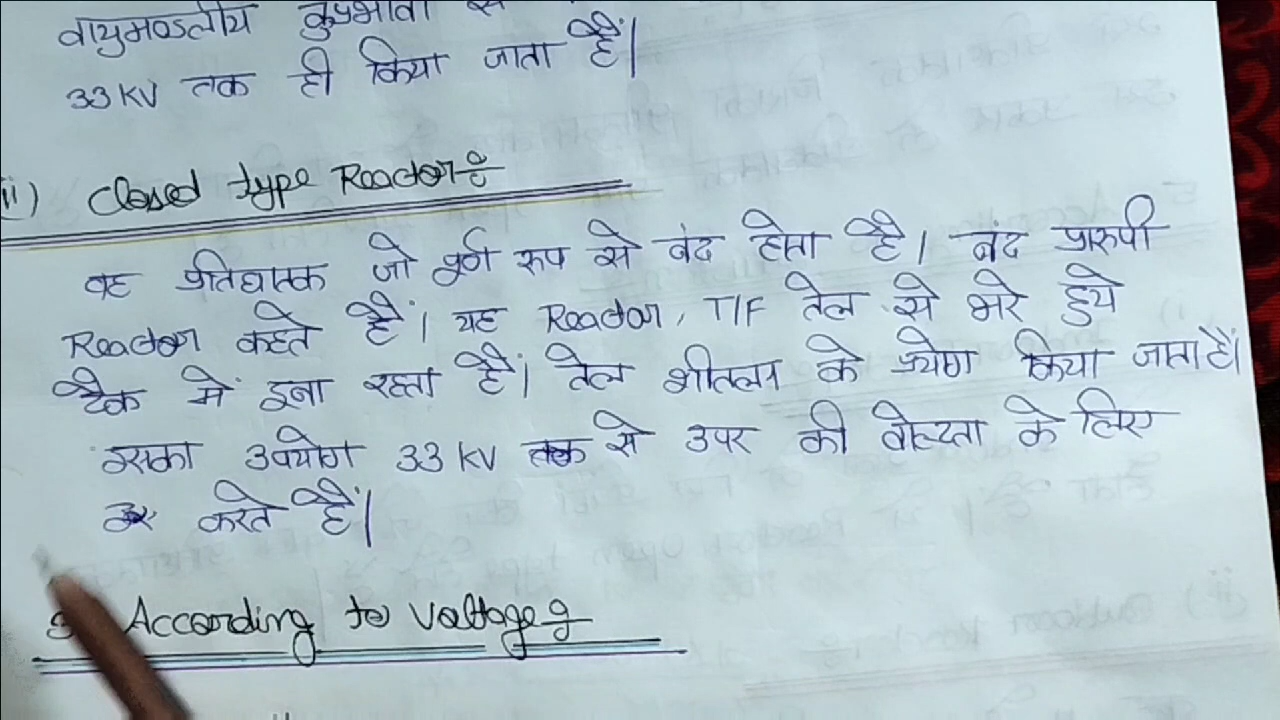 वायुमण्डलीय कुप्रभावो से
33 KV तक ही किया जाता है।
ii) Closed type Reactor÷
वह प्रतिघातक जो पूर्ण रूप से बंद होता है। बंद प्रारूपी
Reactor कहते हैं। यह Reactor, T/F तेल से भरे हुये
टैंक में डूबा रहता है। तेल शीतलन के प्रयोग किया जाता है।
इसका उपयोग 33 KV तक से उपर की वोल्टता के लिए
करते हैं।
According to voltage÷